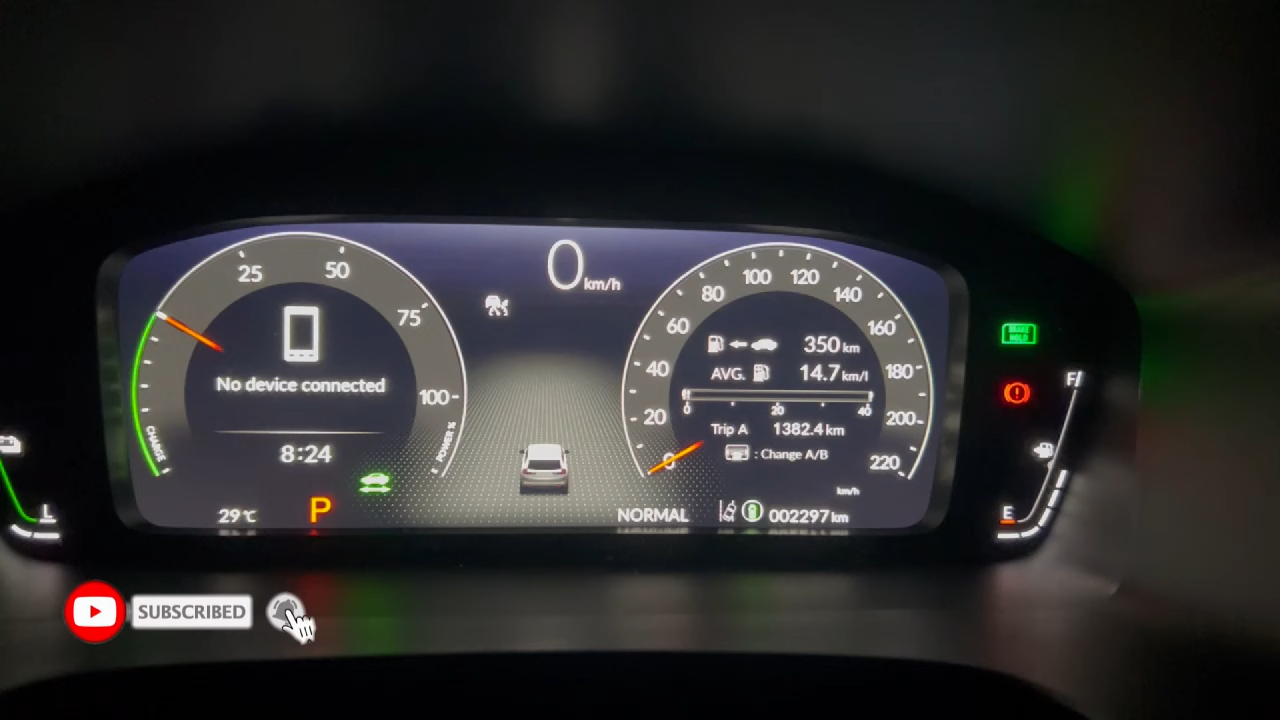 0 km/h
25
50
75
100
CHARGE
POWER %
No device connected
8:24
29°C
P
0
20
40
60
80
100
120
140
160
180
200
220
350 km
AVG. 14.7 km/l
0 20 40
Trip A 1382.4 km
: Change A/B
km/h
NORMAL
002297 km
BRAKE HOLD
F
E
L
SUBSCRIBED